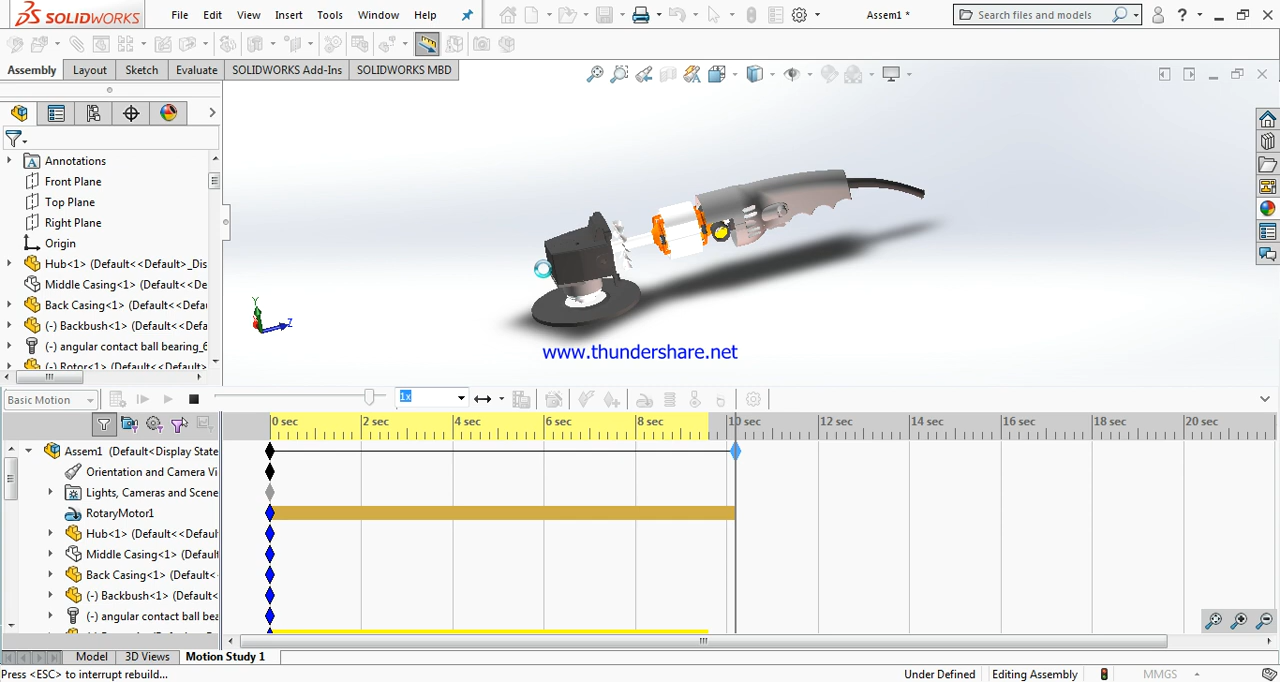 SOLIDWORKS File Edit View Insert Tools Window Help Assem1 * Search files and models ?
Assembly Layout Sketch Evaluate SOLIDWORKS Add-Ins SOLIDWORKS MBD
Annotations
Front Plane
Top Plane
Right Plane
Origin
Hub<1> (Default<<Default>_Dis
Middle Casing<1> (Default<<De
Back Casing<1> (Default<<Defau
(-) Backbush<1> (Default<<Defa
(-) angular contact ball bearing_6
(-) Rotor<1> (Default<<Default>
Y
Z
www.thundershare.net
Basic Motion 1x
0 sec 2 sec 4 sec 6 sec 8 sec 10 sec 12 sec 14 sec 16 sec 18 sec 20 sec
Assem1 (Default<Display State
Orientation and Camera Vi
Lights, Cameras and Scene
RotaryMotor1
Hub<1> (Default<<Defaul
Middle Casing<1> (Default
Back Casing<1> (Default<
(-) Backbush<1> (Default<
(-) angular contact ball bea
Model 3D Views Motion Study 1
Press <ESC> to interrupt rebuild... Under Defined Editing Assembly MMGS